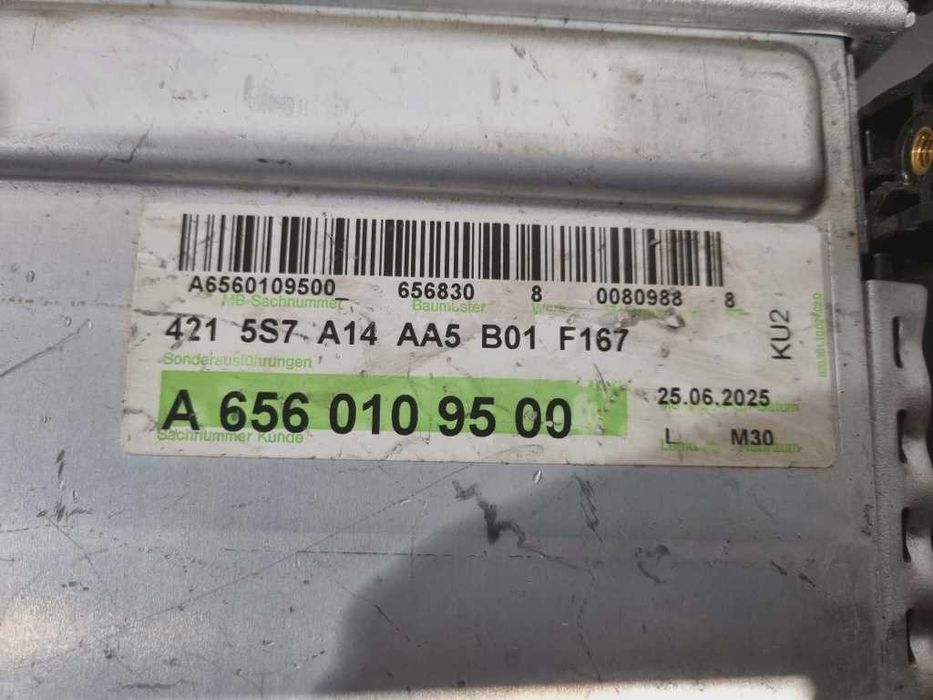 A6560109500 656830 8 0080988 8
MB-Sachnummer Baumuster
421 5S7 A14 AA5 B01 F167
Sonderausführungen
A 656 010 95 00
Sachnummer Kunde
25.06.2025
L M30
KU2